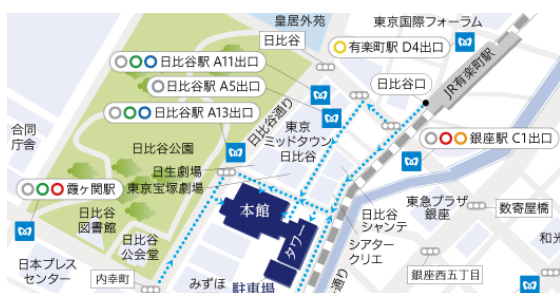 皇居外苑
東京国際フォーラム
日比谷
有楽町駅 D4出口
日比谷駅 A11出口
日比谷駅 A5出口
日比谷口
JR有楽町駅
日比谷駅 A13出口
日比谷通り
東京
ミッドタウン
日比谷
合同
庁舎
日比谷公園
銀座駅 C1出口
日生劇場
東京宝塚劇場
霞ヶ関駅
日比谷
図書館
本館
日比谷
シャンテ
東急プラザ
銀座
数寄屋橋
日比谷
公会堂
タワー
シアター
クリエ
和光
日本プレス
センター
内幸町
みずほ
駐車場
通り
銀座西五丁目